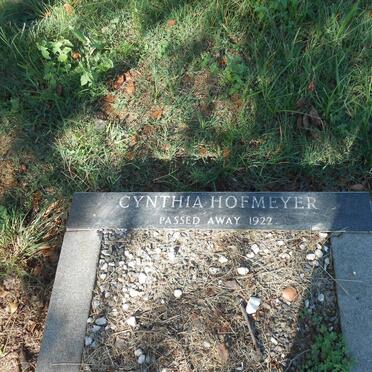 CYNTHIA HOFMEYER
PASSED AWAY 1922